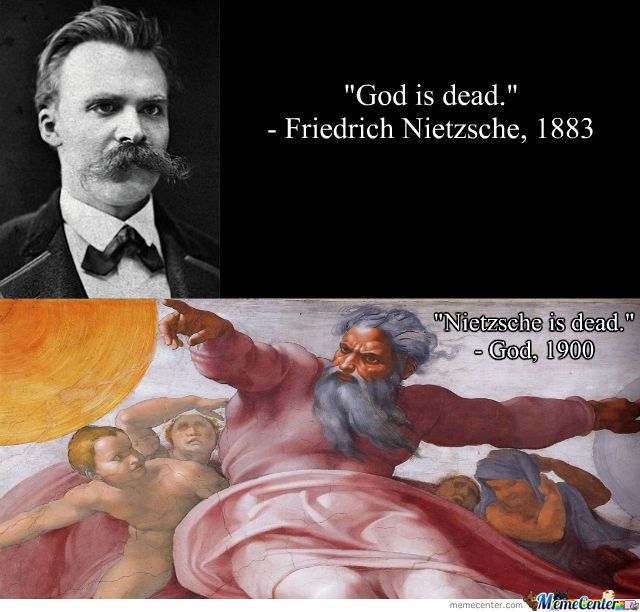 "God is dead."
- Friedrich Nietzsche, 1883
"Nietzsche is dead."
- God, 1900
memecenter.com MemeCenter